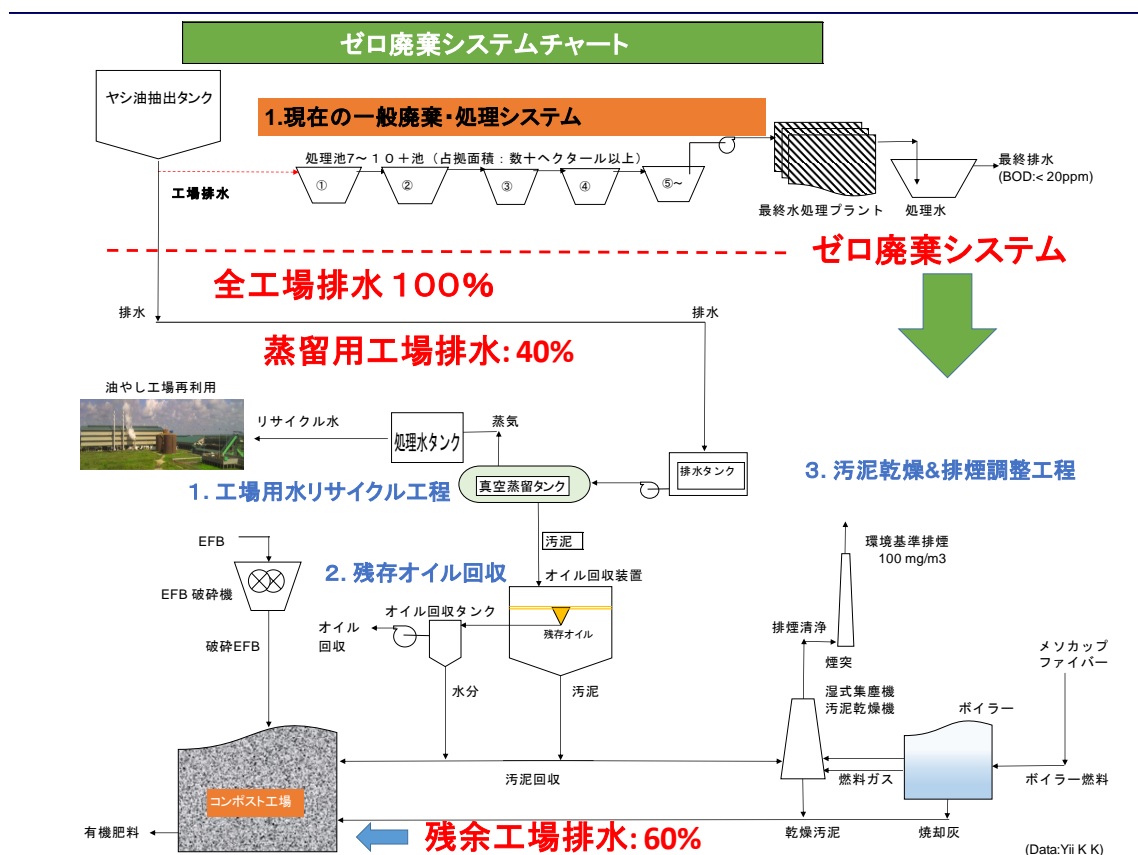 ゼロ廃棄システムチャート
ヤシ油抽出タンク
1.現在の一般廃棄・処理システム
処理池7～１０＋池（占拠面積：数十ヘクタール以上）
①
②
③
④
⑤～
工場排水
最終水処理プラント
処理水
最終排水
(BOD:< 20ppm)
ゼロ廃棄システム
全工場排水 100%
排水
排水
蒸留用工場排水: 40%
油やし工場再利用
リサイクル水
処理水タンク
蒸気
真空蒸留タンク
排水タンク
1. 工場用水リサイクル工程
3. 汚泥乾燥&排煙調整工程
汚泥
EFB
EFB 破砕機
破砕EFB
2. 残存オイル回収
オイル回収装置
オイル回収タンク
オイル
回収
残存オイル
水分
汚泥
環境基準排煙
100 mg/m3
排煙清浄
煙突
メソカップ
ファイバー
湿式集塵機
汚泥乾燥機
ボイラー
汚泥回収
燃料ガス
ボイラー燃料
コンポスト工場
有機肥料
残余工場排水: 60%
乾燥汚泥
焼却灰
(Data:Yii K K)